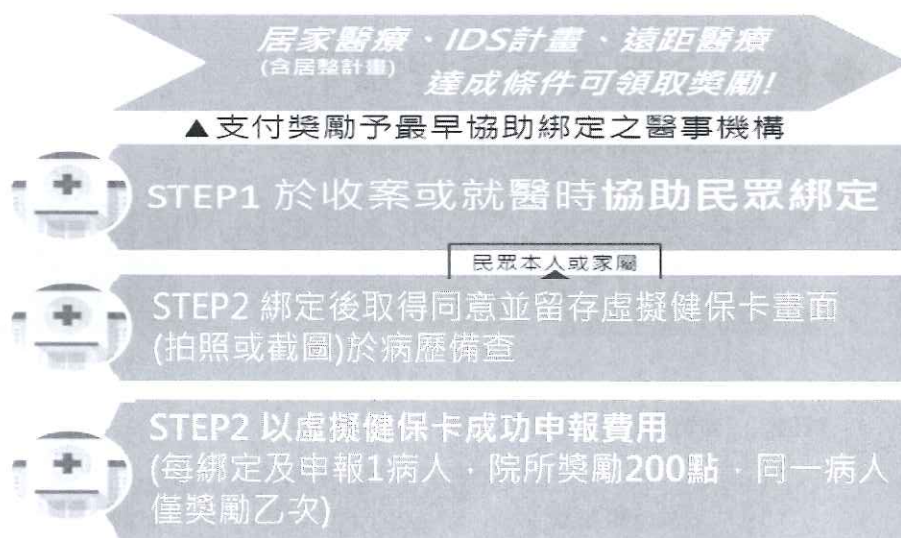 居家醫療、IDS計畫、遠距醫療
(含居整計畫)
達成條件可領取獎勵!
▲支付獎勵予最早協助綁定之醫事機構
STEP1 於收案或就醫時協助民眾綁定
民眾本人或家屬
STEP2 綁定後取得同意並留存虛擬健保卡畫面
(拍照或截圖)於病歷備查
STEP2 以虛擬健保卡成功申報費用
(每綁定及申報1病人,院所獎勵200點,同一病人
僅獎勵乙次)